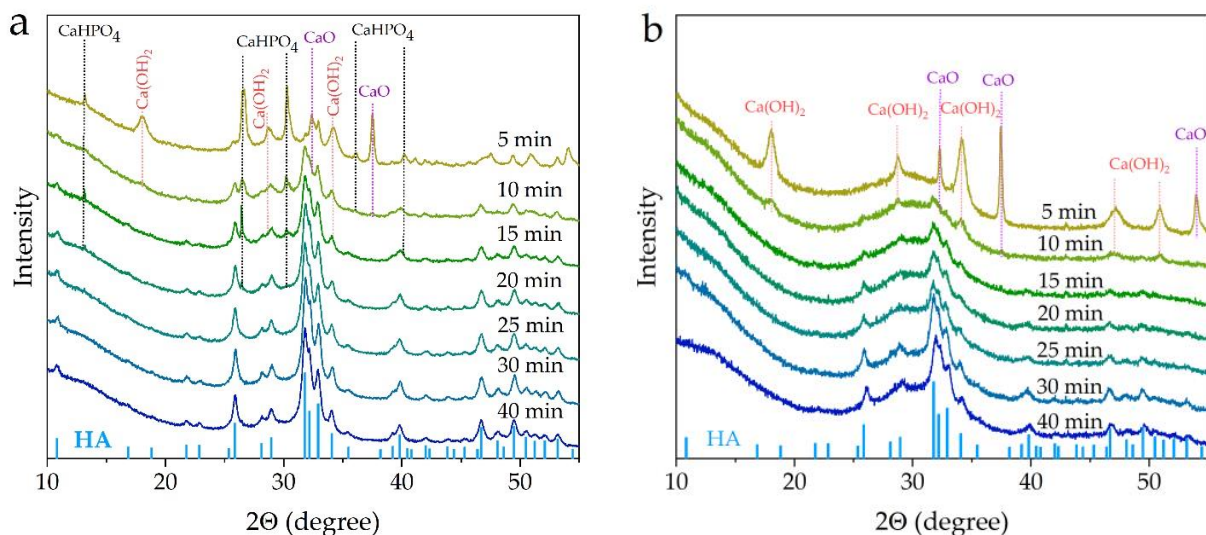 a
CaHPO₄
Ca(OH)₂
CaHPO₄
Ca(OH)₂
CaO
Ca(OH)₂
CaHPO₄
CaO
5 min
10 min
15 min
20 min
25 min
30 min
40 min
HA
Intensity
10 20 30 40 50
2Θ (degree)
b
Ca(OH)₂
Ca(OH)₂
CaO
Ca(OH)₂
CaO
Ca(OH)₂
CaO
5 min
10 min
15 min
20 min
25 min
30 min
40 min
HA
Intensity
10 20 30 40 50
2Θ (degree)